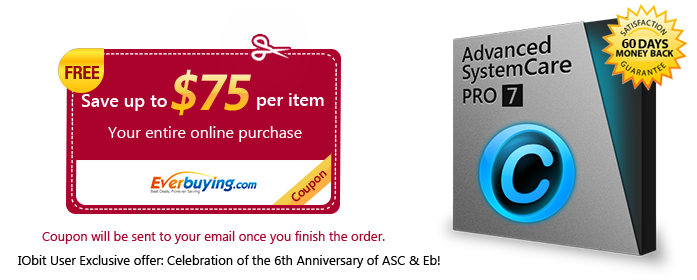 FREE
Save up to $75 per item
Your entire online purchase
Everbuying.com
Best Deals, Forever Saving
Coupon
Coupon will be sent to your email once you finish the order.
IObit User Exclusive offer: Celebration of the 6th Anniversary of ASC & Eb!
Advanced
SystemCare
PRO 7
C
SATISFACTION
60 DAYS
MONEY BACK
GUARANTEE